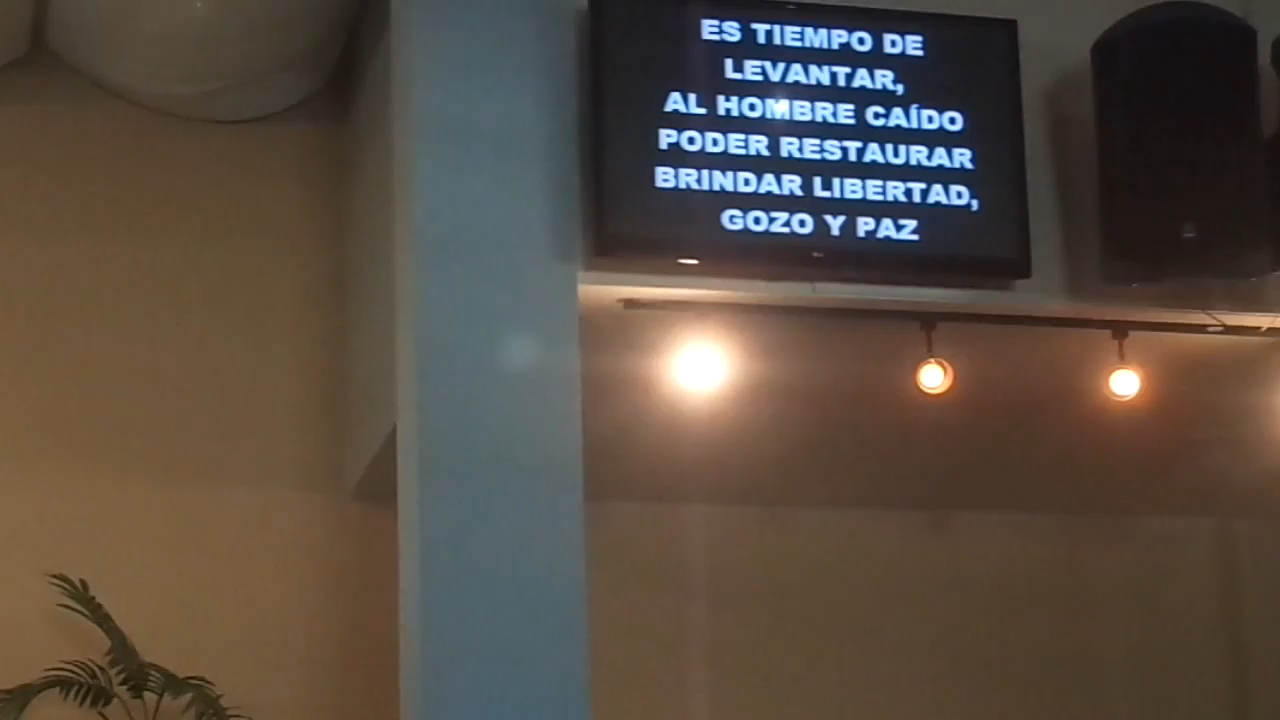 ES TIEMPO DE
LEVANTAR,
AL HOMBRE CAÍDO
PODER RESTAURAR
BRINDAR LIBERTAD,
GOZO Y PAZ